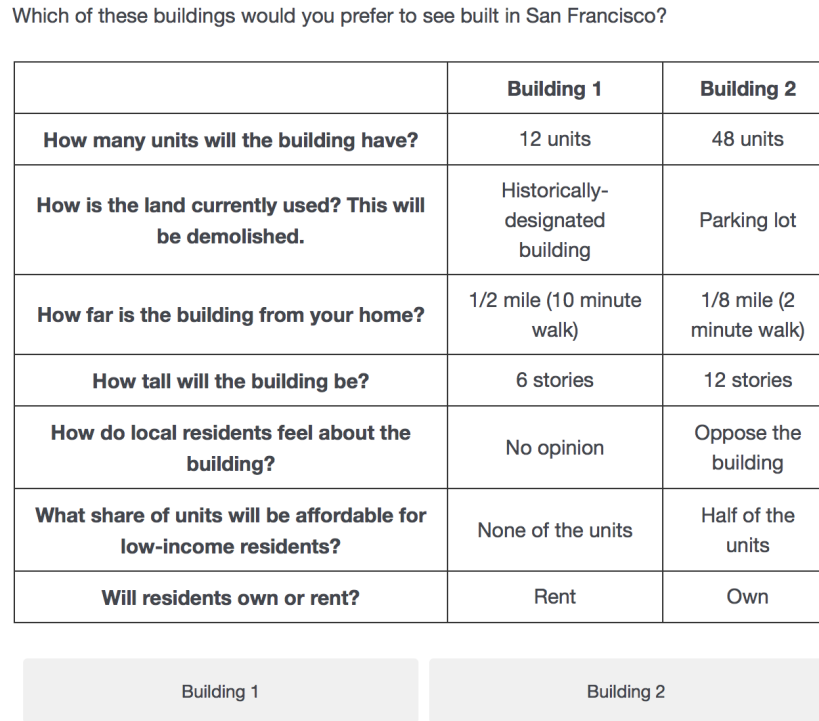 Which of these buildings would you prefer to see built in San Francisco?
Building 1 Building 2
How many units will the building have? 12 units 48 units
How is the land currently used? This will
be demolished.
Historically-
designated
building
Parking lot
How far is the building from your home?
1/2 mile (10 minute
walk)
1/8 mile (2
minute walk)
How tall will the building be? 6 stories 12 stories
How do local residents feel about the
building?
No opinion
Oppose the
building
What share of units will be affordable for
low-income residents?
None of the units
Half of the
units
Will residents own or rent? Rent Own
Building 1 Building 2